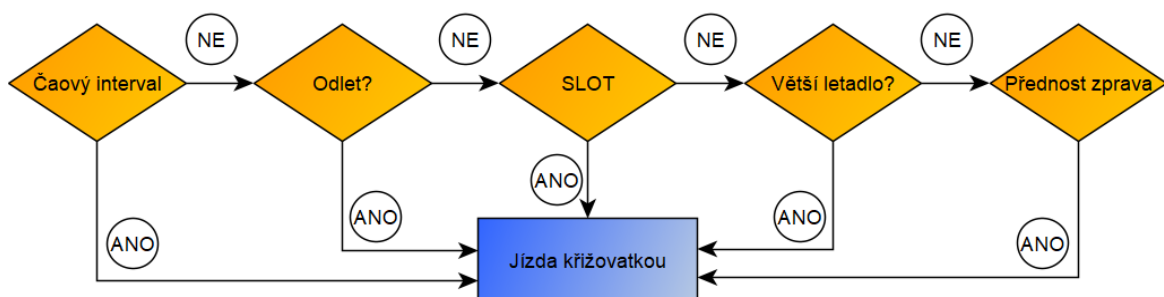 NE
NE
NE
NE
Čaový interval
Odlet?
SLOT
Větší letadlo?
Přednost zprava
ANO
ANO
ANO
ANO
ANO
Jízda křižovatkou